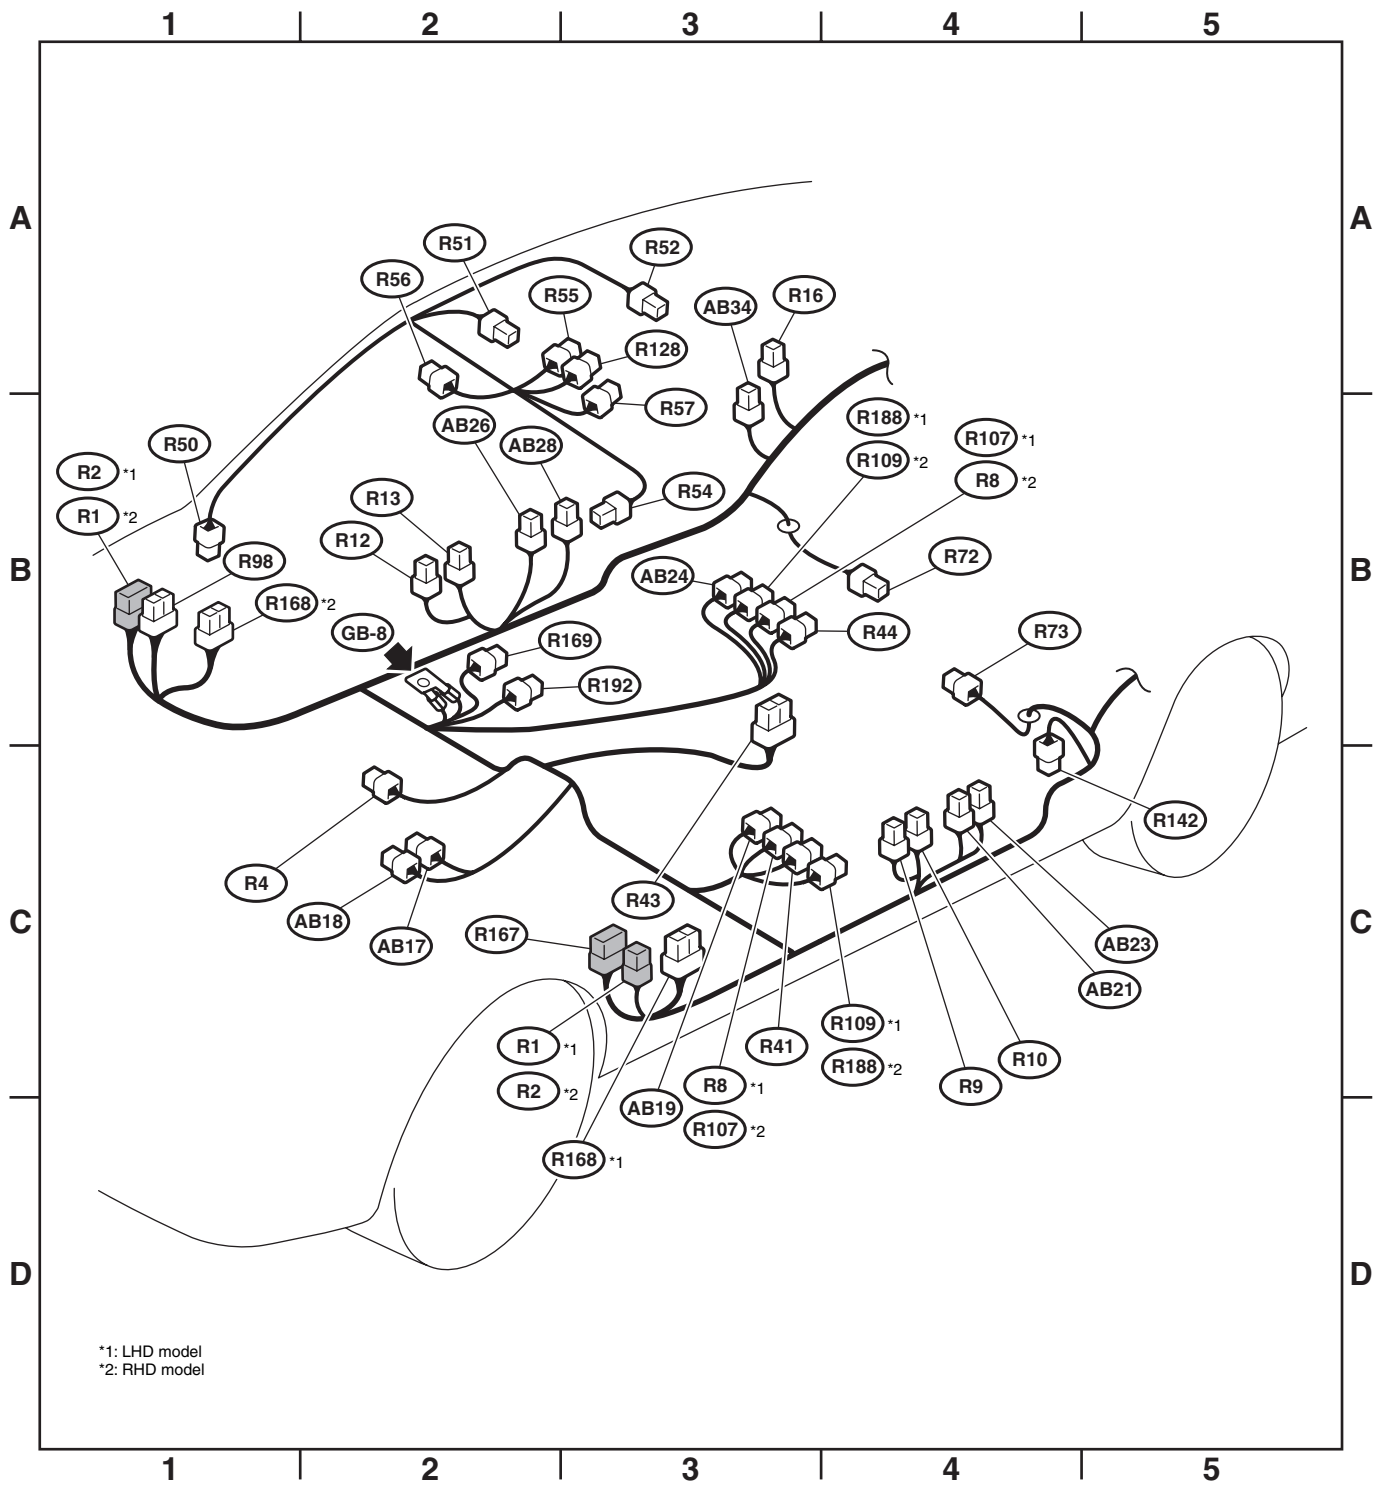 1 2 3 4 5
A A
R51
R52
R56
R55
R16
AB34
R128
R57
R188 *1
AB26
R107 *1
R50
AB28
R109 *2
R2 *1
R8 *2
R13
R54
R1 *2
R12
R98
R72
B B
AB24
R168 *2
GB-8
R169
R44
R73
R192
R142
R4
R43
AB18
C C
R167
AB17
AB23
AB21
R109 *1
R1 *1
R41
R10
R188 *2
R8 *1
R9
R2 *2
AB19
R107 *2
R168 *1
D D
*1: LHD model
*2: RHD model
1 2 3 4 5